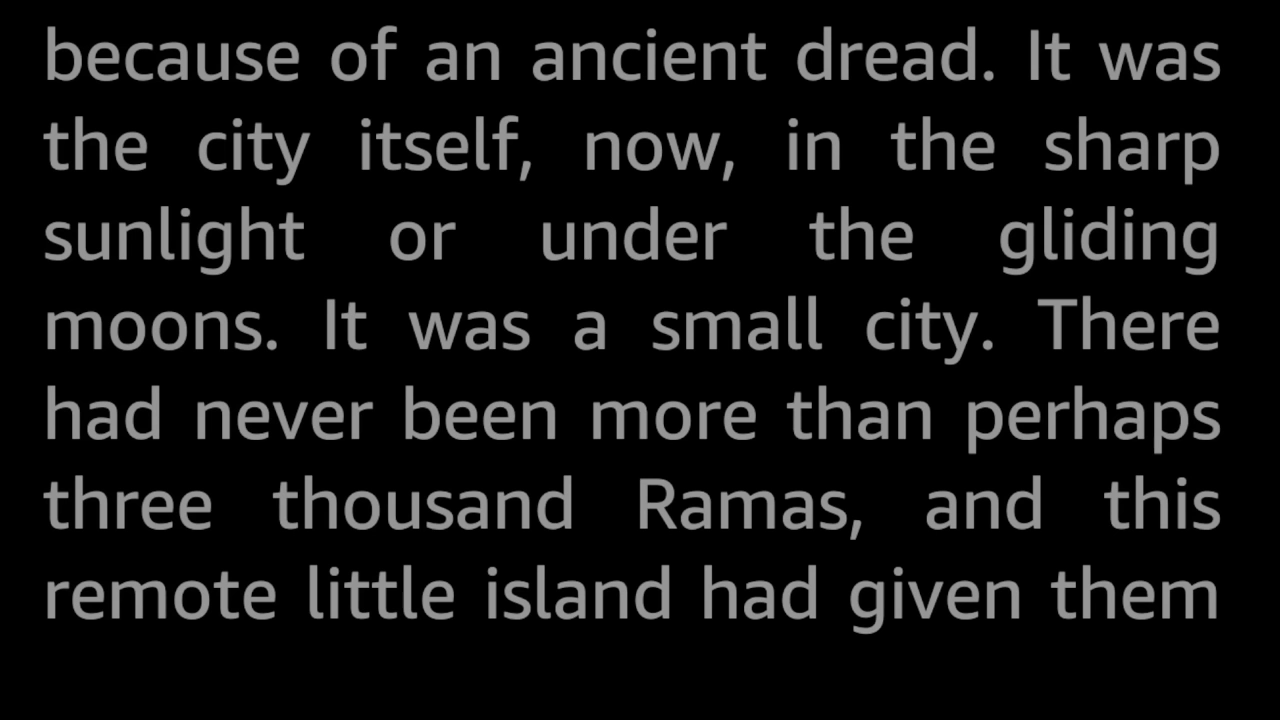 because of an ancient dread. It was
the city itself, now, in the sharp
sunlight or under the gliding
moons. It was a small city. There
had never been more than perhaps
three thousand Ramas, and this
remote little island had given them